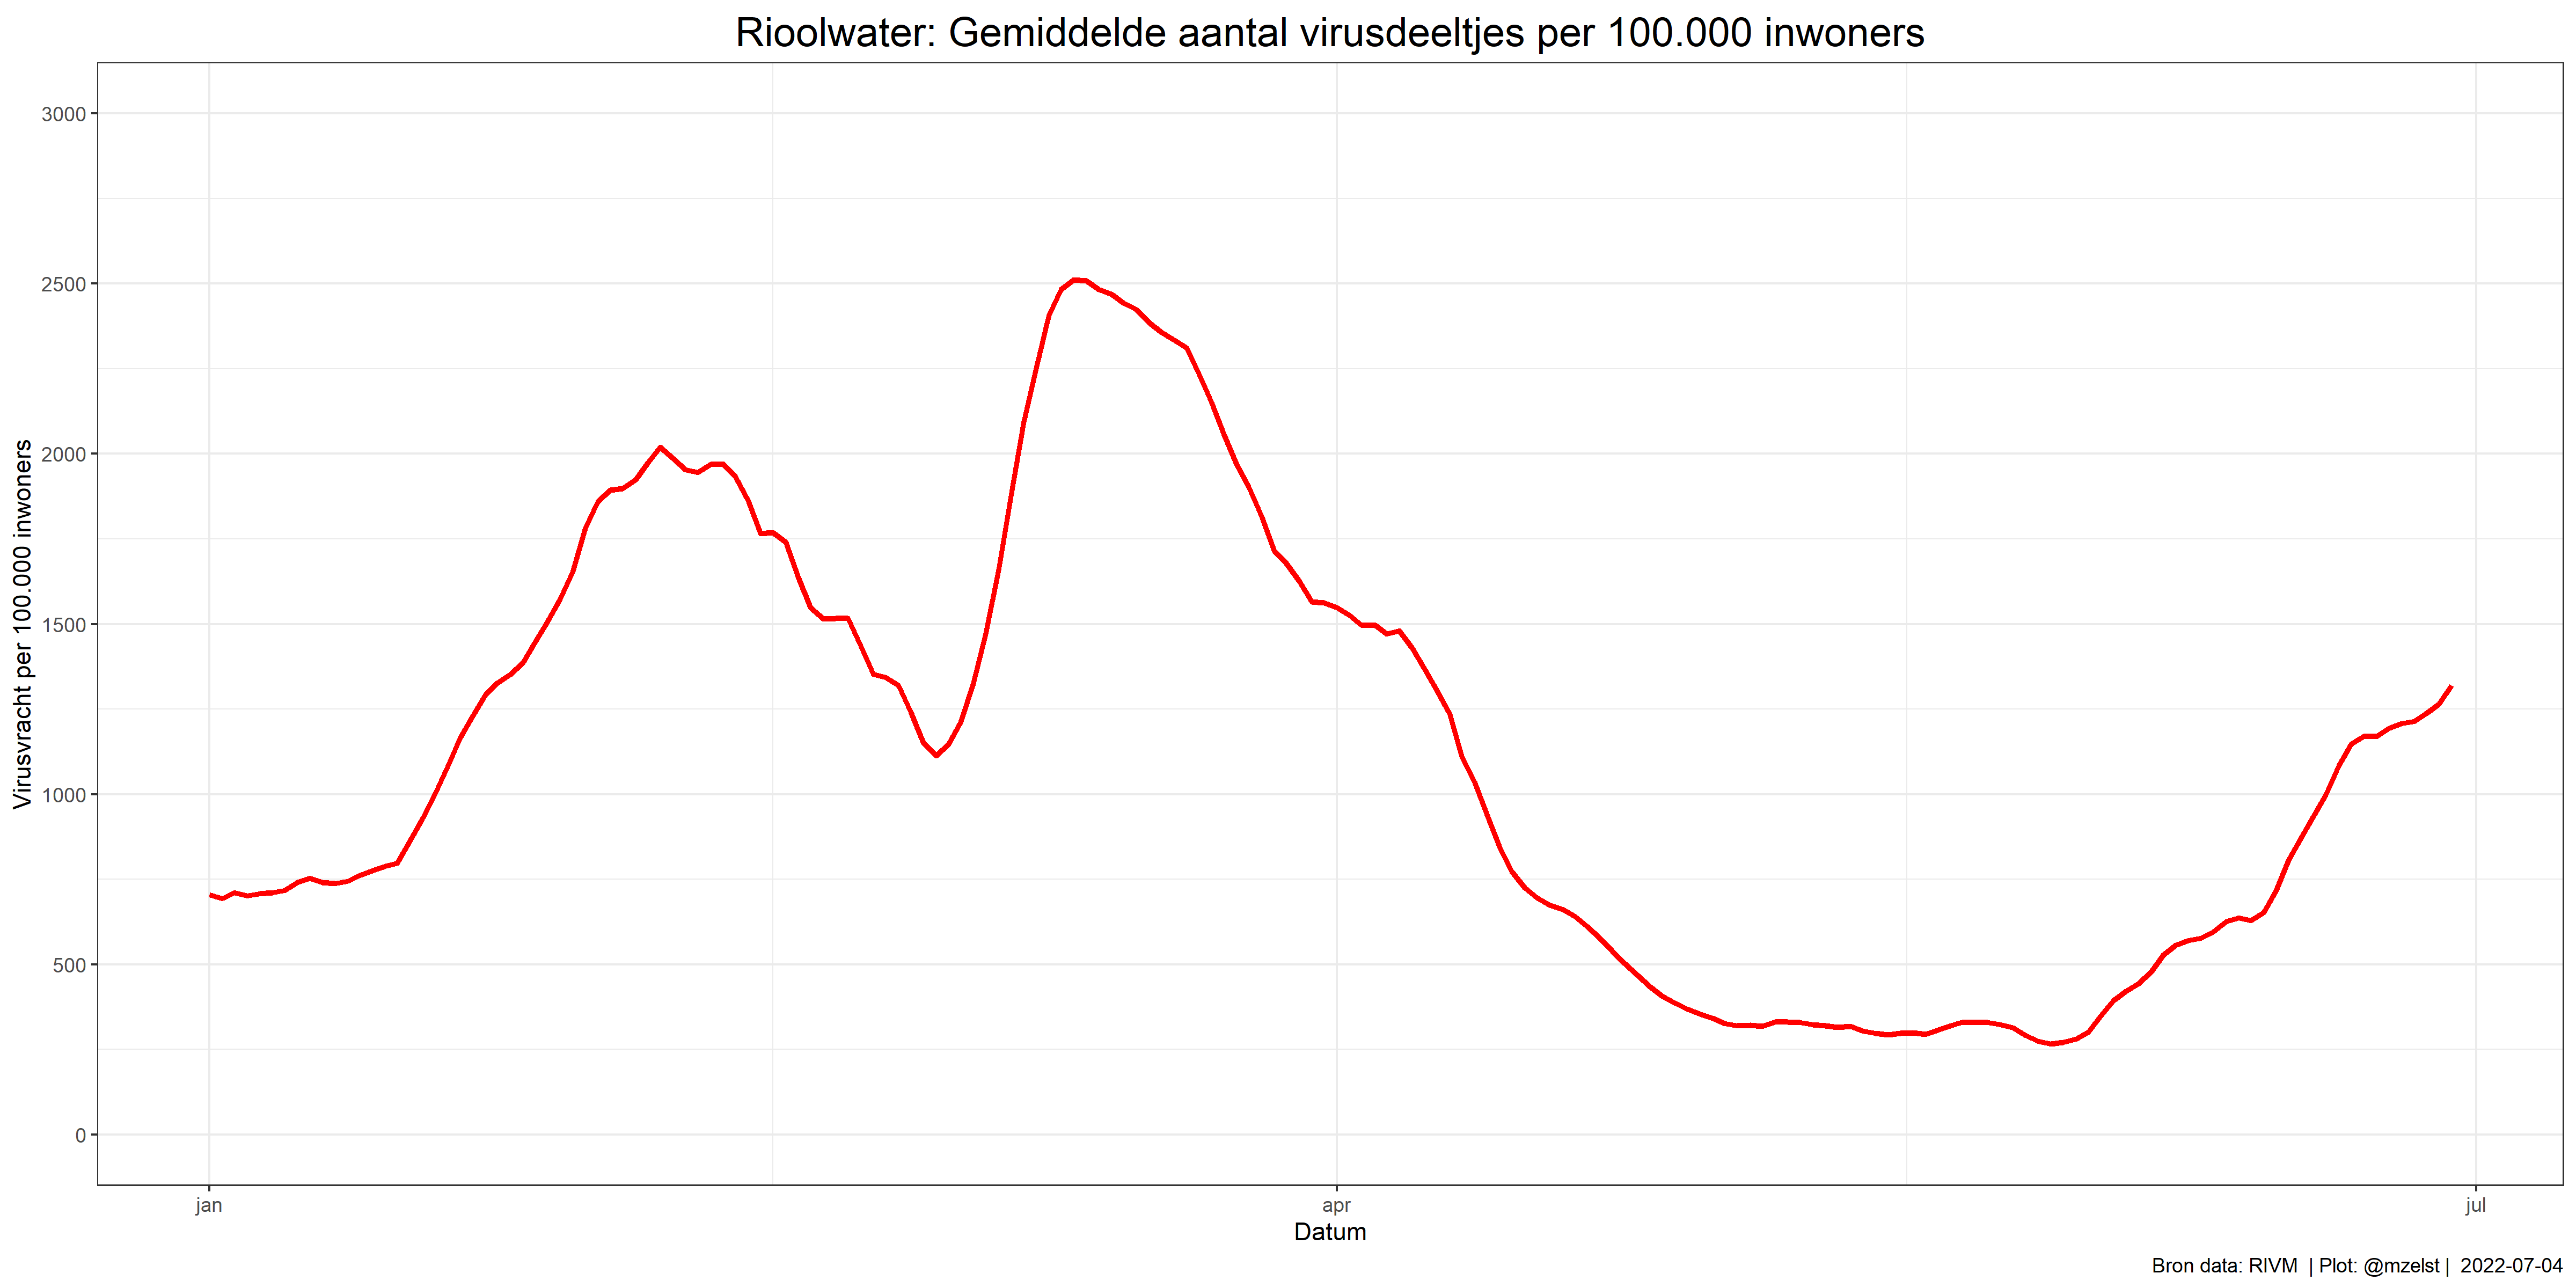 Rioolwater: Gemiddelde aantal virusdeeltjes per 100.000 inwoners
Virusvracht per 100.000 inwoners
3000
2500
2000
1500
1000
500
0
jan
apr
jul
Datum
Bron data: RIVM | Plot: @mzelst | 2022-07-04